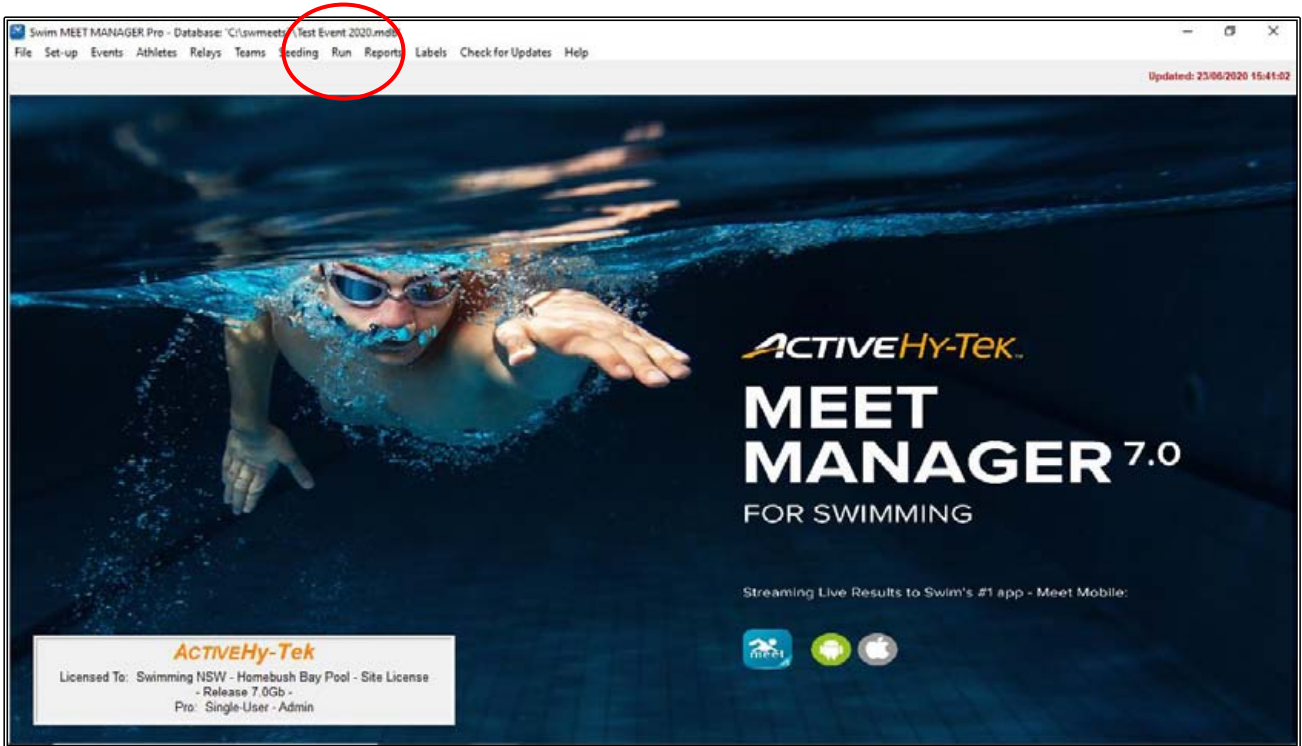 Swim MEET MANAGER Pro - Database: 'C:\swmeets7\Test Event 2020.mdb'
File Set-up Events Athletes Relays Teams Seeding Run Reports Labels Check for Updates Help
Updated: 23/06/2020 15:41:02
ACTIVEHY-TEK
MEET
MANAGER 7.0
FOR SWIMMING
Streaming Live Results to Swim's #1 app - Meet Mobile:
meet
ACTIVEHy-Tek
Licensed To: Swimming NSW - Homebush Bay Pool - Site License
- Release 7.0Gb -
Pro: Single-User - Admin